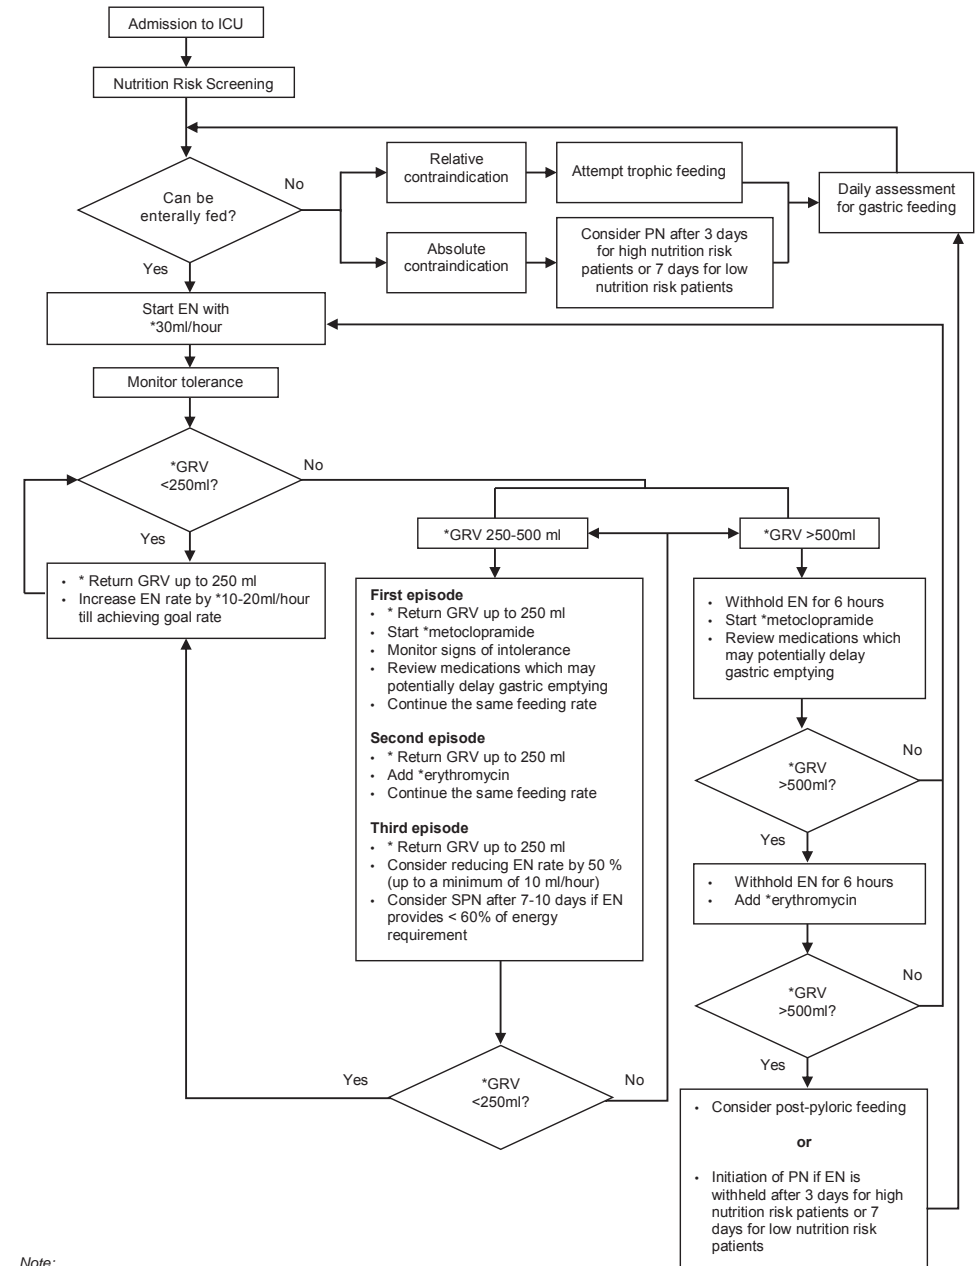 Admission to ICU
Nutrition Risk Screening
Can be
enterally fed?
No
Relative
contraindication
Attempt trophic feeding
Daily assessment
for gastric feeding
Absolute
contraindication
Consider PN after 3 days
for high nutrition risk
patients or 7 days for low
nutrition risk patients
Yes
Start EN with
*30ml/hour
Monitor tolerance
*GRV
<250ml?
No
Yes
• * Return GRV up to 250 ml
• Increase EN rate by *10-20ml/hour
till achieving goal rate
*GRV 250-500 ml
First episode
• * Return GRV up to 250 ml
• Start *metoclopramide
• Monitor signs of intolerance
• Review medications which may
potentially delay gastric emptying
• Continue the same feeding rate
Second episode
• * Return GRV up to 250 ml
• Add *erythromycin
• Continue the same feeding rate
Third episode
• * Return GRV up to 250 ml
• Consider reducing EN rate by 50 %
(up to a minimum of 10 ml/hour)
• Consider SPN after 7-10 days if EN
provides < 60% of energy
requirement
Yes
*GRV
<250ml?
No
*GRV >500ml
• Withhold EN for 6 hours
• Start *metoclopramide
• Review medications which
may potentially delay
gastric emptying
*GRV
>500ml?
No
Yes
• Withhold EN for 6 hours
• Add *erythromycin
*GRV
>500ml?
No
Yes
• Consider post-pyloric feeding
or
• Initiation of PN if EN is
withheld after 3 days for high
nutrition risk patients or 7
days for low nutrition risk
patients
Note: